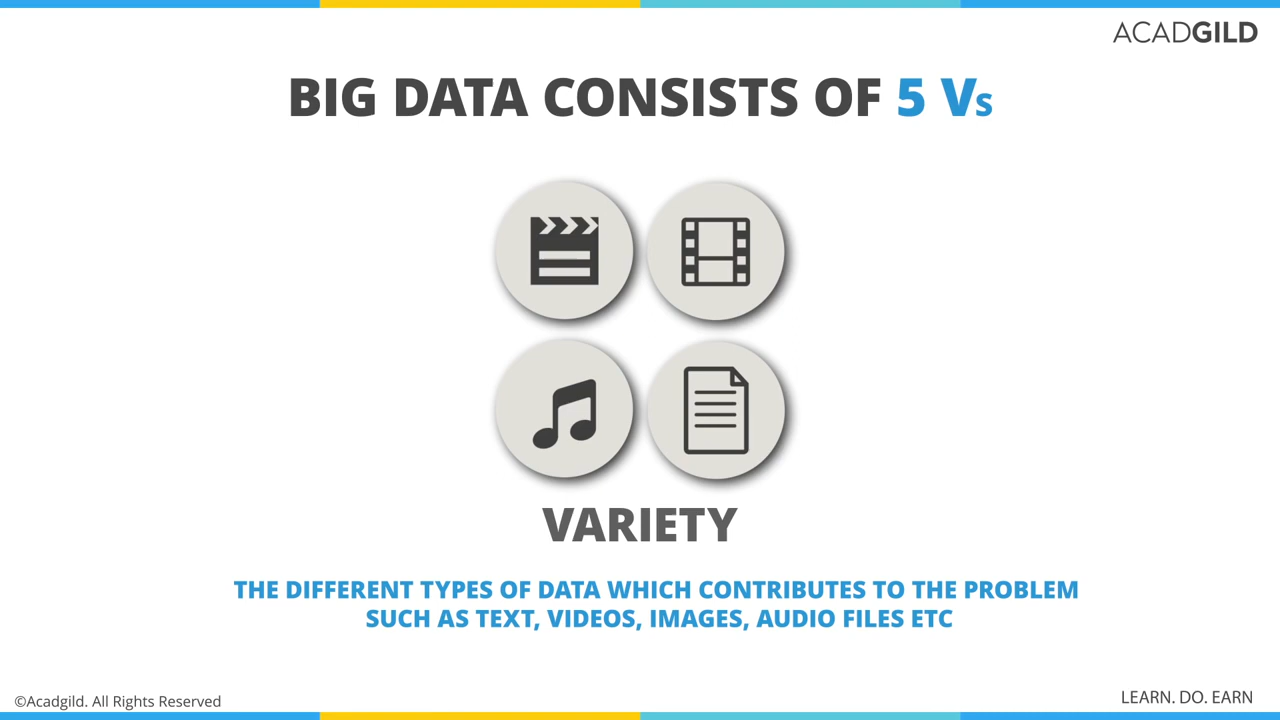 ACADGILD
BIG DATA CONSISTS OF 5 Vs
VARIETY
THE DIFFERENT TYPES OF DATA WHICH CONTRIBUTES TO THE PROBLEM
SUCH AS TEXT, VIDEOS, IMAGES, AUDIO FILES ETC
©Acadgild. All Rights Reserved
LEARN. DO. EARN